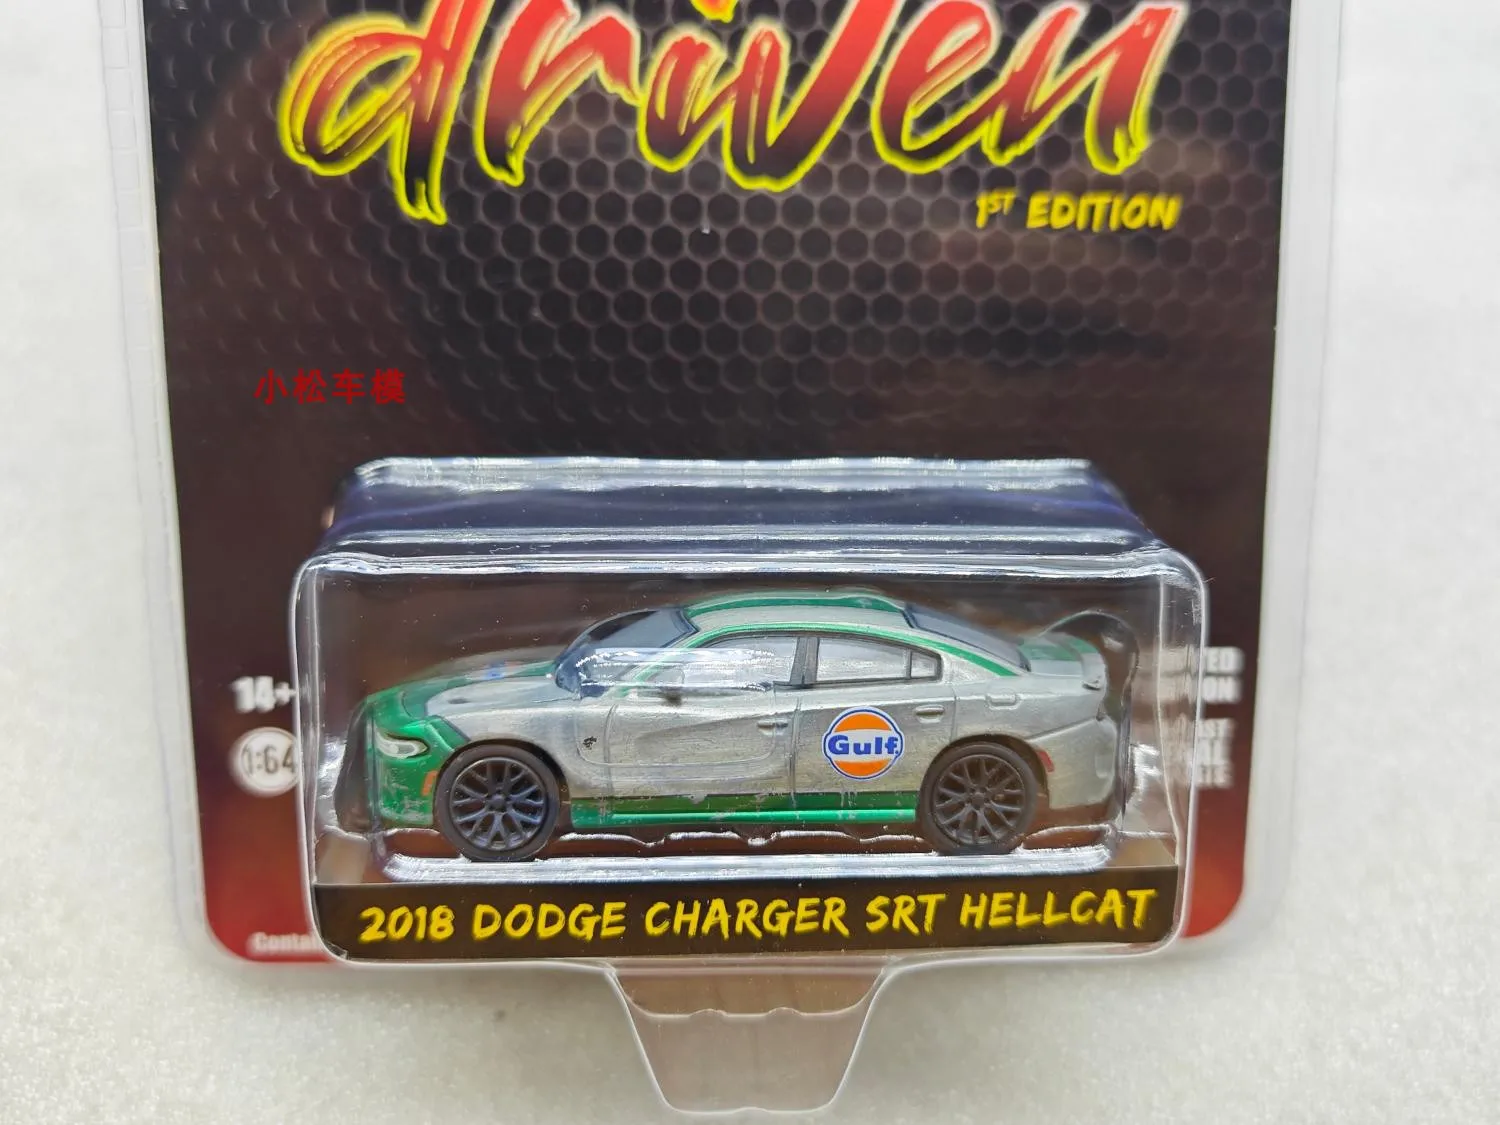 driven
1ST EDITION
小松车模
14+
1:64
Gulf
2018 DODGE CHARGER SRT HELLCAT